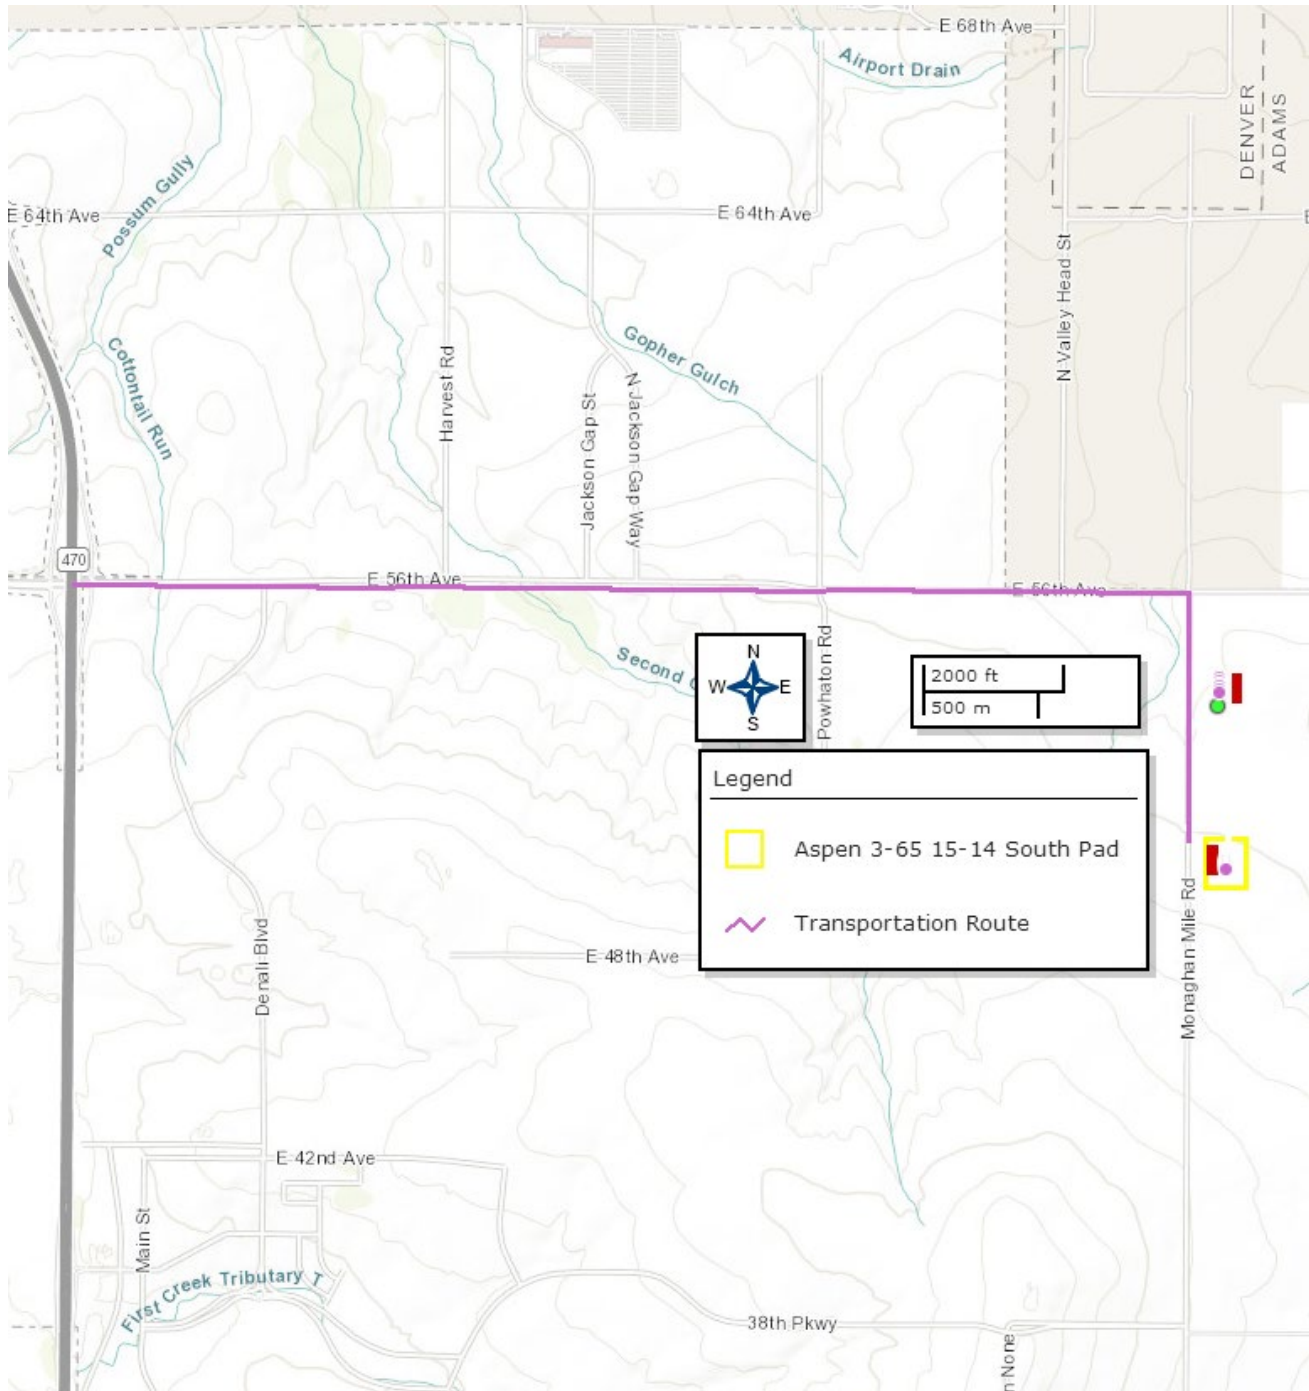 E 68th Ave
Airport Drain
DENVER
ADAMS
Possum Gully
E 64th Ave
E 64th Ave
N Valley Head St
Cottontail Run
Harvest Rd
Gopher Gulch
Jackson Gap St
N Jackson Gap Way
470
E 56th Ave
E 56th Ave
Second
Powhaton Rd
N
W
E
S
2000 ft
500 m
Legend
Aspen 3-65 15-14 South Pad
Transportation Route
Denali Blvd
E 48th Ave
Monaghan Mile Rd
E 42nd Ave
Main St
First Creek Tributary T
38th Pkwy
n None